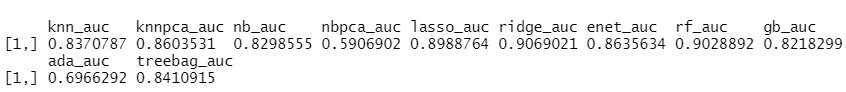 knn_auc knnpca_auc nb_auc nbpca_auc lasso_auc ridge_auc enet_auc rf_auc gb_auc
[1,] 0.8370787 0.8603531 0.8298555 0.5906902 0.8988764 0.9069021 0.8635634 0.9028892 0.8218299
ada_auc treebag_auc
[1,] 0.6966292 0.8410915